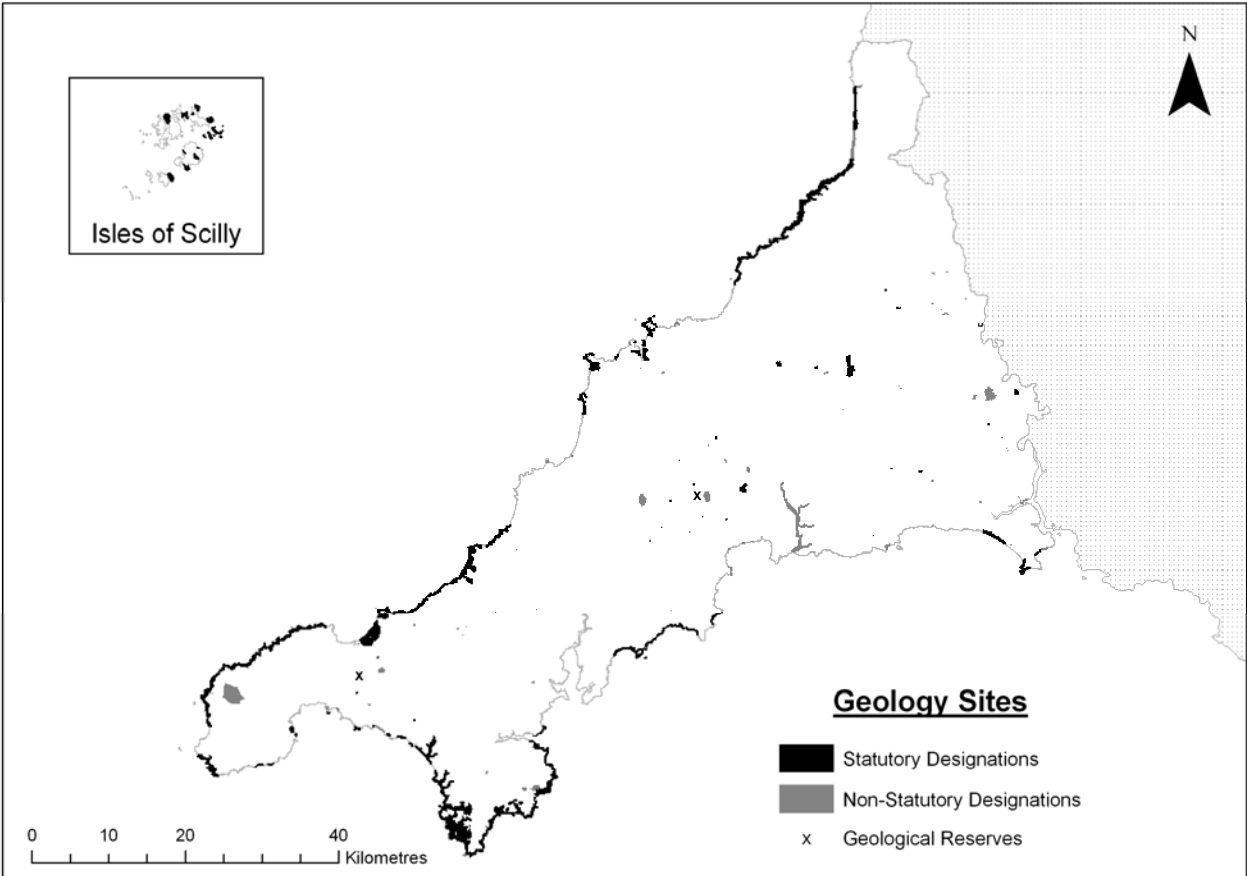 N
Isles of Scilly
Geology Sites
Statutory Designations
Non-Statutory Designations
x Geological Reserves
x
x
0 10 20 40
Kilometres